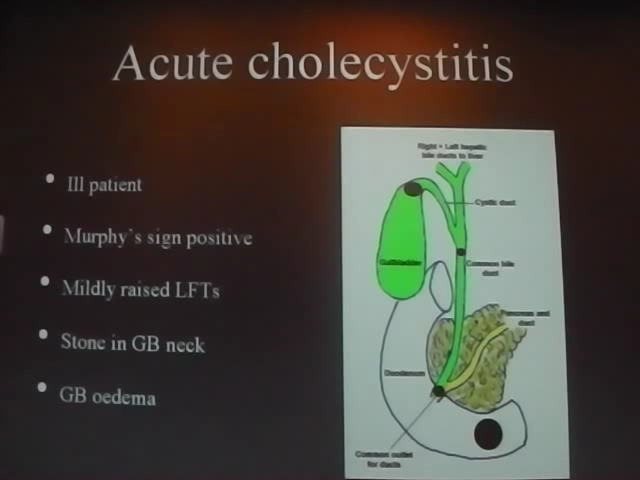 Acute cholecystitis
Ill patient
Murphy's sign positive
Mildly raised LFTs
Stone in GB neck
GB oedema
Right + Left hepatic
bile ducts to liver
Cystic duct
Gallbladder
Common bile
duct
Pancreas and
duct
Duodenum
Common outlet
for ducts